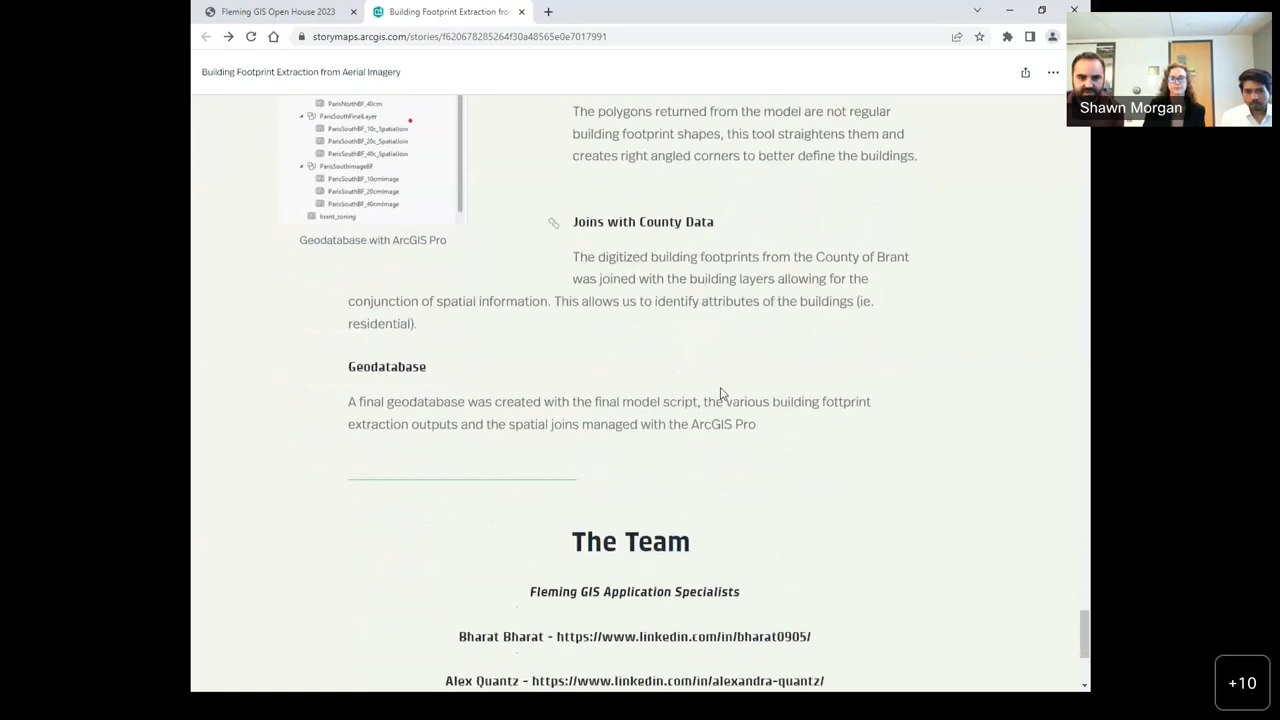 Fleming GIS Open House 2023
Building Footprint Extraction fro
storymaps.arcgis.com/stories/f620678285264f30a48565e0e7017991
Building Footprint Extraction from Aerial Imagery
Shawn Morgan
ParisNorthBF_40cm
ParisSouthFinalLayer
ParisSouthBF_10c_SpatialJoin
ParisSouthBF_20c_SpatialJoin
ParisSouthBF_40c_SpatialJoin
ParisSouthImageBF
ParisSouthBF_10cmImage
ParisSouthBF_20cmImage
ParisSouthBF_40cmImage
brant_zoning
Geodatabase with ArcGIS Pro
The polygons returned from the model are not regular
building footprint shapes, this tool straightens them and
creates right angled corners to better define the buildings.
Joins with County Data
The digitized building footprints from the County of Brant
was joined with the building layers allowing for the
conjunction of spatial information. This allows us to identify attributes of the buildings (ie.
residential).
Geodatabase
A final geodatabase was created with the final model script, the various building fottprint
extraction outputs and the spatial joins managed with the ArcGIS Pro
The Team
Fleming GIS Application Specialists
Bharat Bharat - https://www.linkedin.com/in/bharat0905/
Alex Quantz - https://www.linkedin.com/in/alexandra-quantz/
+10